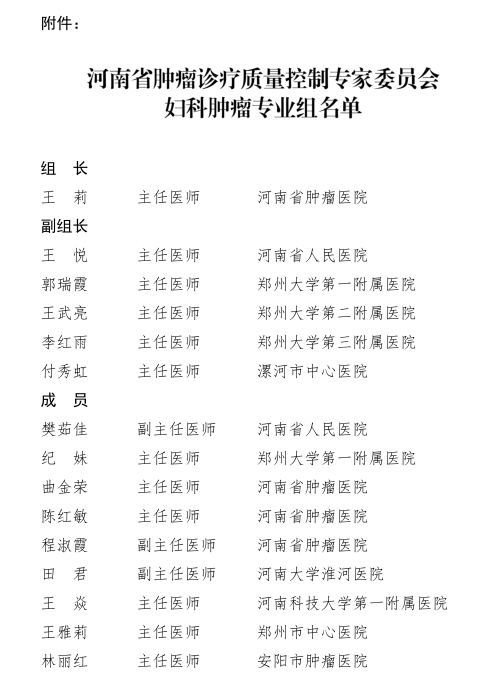 附件：
河南省肿瘤诊疗质量控制专家委员会
妇科肿瘤专业组名单
组 长
王 莉 主任医师 河南省肿瘤医院
副组长
王 悦 主任医师 河南省人民医院
郭瑞霞 主任医师 郑州大学第一附属医院
王武亮 主任医师 郑州大学第二附属医院
李红雨 主任医师 郑州大学第三附属医院
付秀虹 主任医师 漯河市中心医院
成 员
樊茹佳 副主任医师 河南省人民医院
纪 妹 主任医师 郑州大学第一附属医院
曲金荣 主任医师 河南省肿瘤医院
陈红敏 主任医师 河南省肿瘤医院
程淑霞 副主任医师 河南省肿瘤医院
田 君 副主任医师 河南大学淮河医院
王 焱 主任医师 河南科技大学第一附属医院
王雅莉 主任医师 郑州市中心医院
林丽红 主任医师 安阳市肿瘤医院